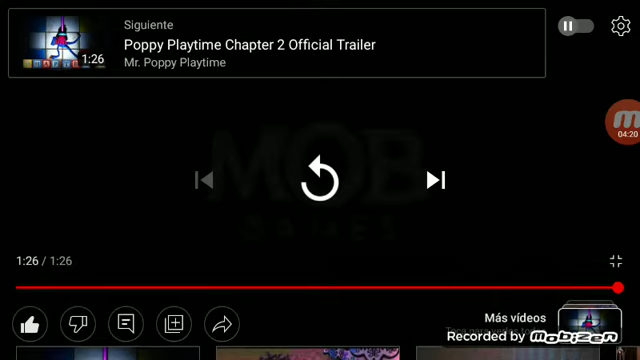 Siguiente
Poppy Playtime Chapter 2 Official Trailer
Mr. Poppy Playtime
1:26
04:20
MOB
GAMES
1:26 / 1:26
Más vídeos
Recorded by mobizen